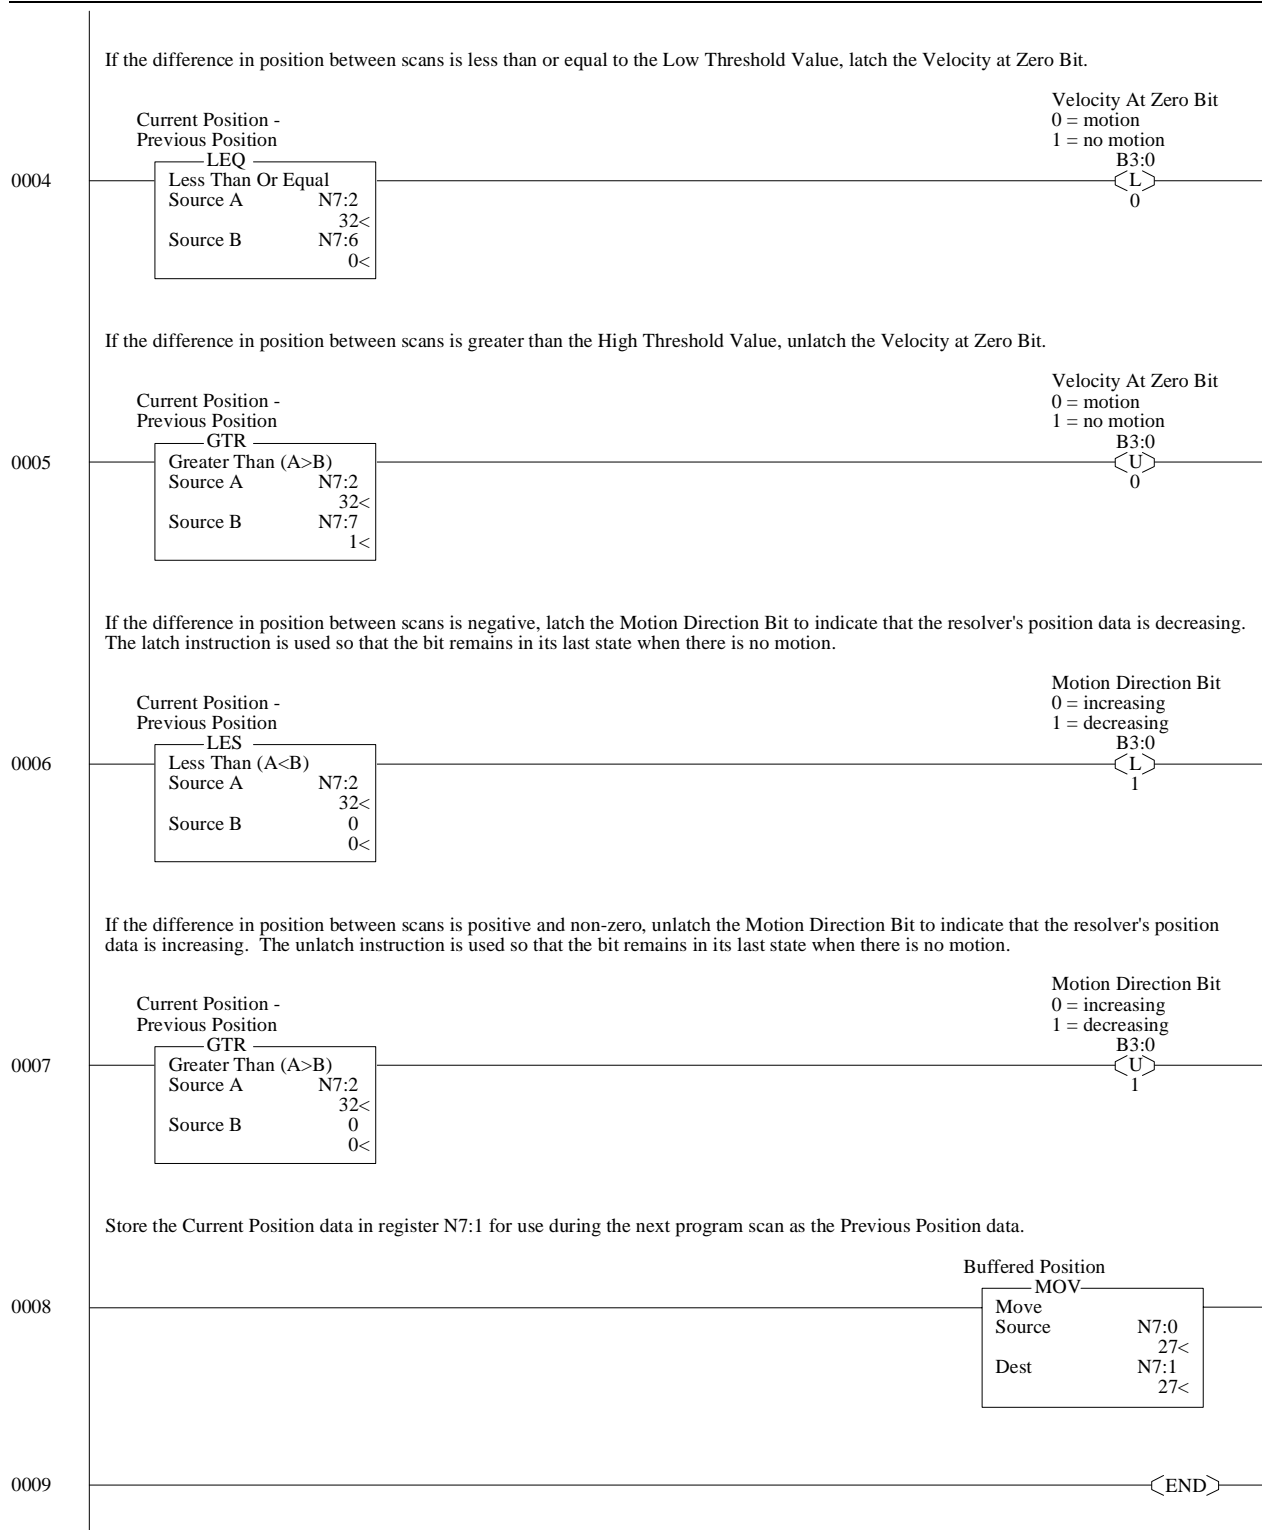 If the difference in position between scans is less than or equal to the Low Threshold Value, latch the Velocity at Zero Bit.
Velocity At Zero Bit
Current Position -
0 = motion
Previous Position
1 = no motion
LEQ
B3:0
0004
Less Than Or Equal
L
Source A N7:2
0
32<
Source B N7:6
0<
If the difference in position between scans is greater than the High Threshold Value, unlatch the Velocity at Zero Bit.
Velocity At Zero Bit
Current Position -
0 = motion
Previous Position
1 = no motion
GTR
B3:0
0005
Greater Than (A>B)
U
Source A N7:2
0
32<
Source B N7:7
1<
If the difference in position between scans is negative, latch the Motion Direction Bit to indicate that the resolver's position data is decreasing.
The latch instruction is used so that the bit remains in its last state when there is no motion.
Motion Direction Bit
Current Position -
0 = increasing
Previous Position
1 = decreasing
LES
B3:0
0006
Less Than (A<B)
L
Source A N7:2
1
32<
Source B 0
0<
If the difference in position between scans is positive and non-zero, unlatch the Motion Direction Bit to indicate that the resolver's position
data is increasing.  The unlatch instruction is used so that the bit remains in its last state when there is no motion.
Motion Direction Bit
Current Position -
0 = increasing
Previous Position
1 = decreasing
GTR
B3:0
0007
Greater Than (A>B)
U
Source A N7:2
1
32<
Source B 0
0<
Store the Current Position data in register N7:1 for use during the next program scan as the Previous Position data.
Buffered Position
MOV
0008
Move
Source N7:0
27<
Dest N7:1
27<
0009
END